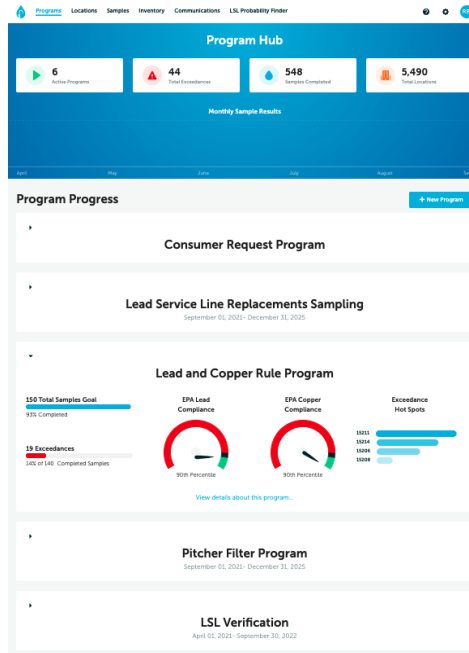 Programs Locations Samples Inventory Communications LSL Probability Finder
Program Hub
6
Active Programs
44
Total Exceedances
548
Samples Completed
5,490
Total Locations
Monthly Sample Results
April May June July August
Program Progress
+ New Program
Consumer Request Program
Lead Service Line Replacements Sampling
September 01, 2021- December 31, 2025
Lead and Copper Rule Program
150 Total Samples Goal
93% Completed
19 Exceedances
14% of 140 Completed Samples
EPA Lead
Compliance
90th Percentile
EPA Copper
Compliance
90th Percentile
Exceedance
Hot Spots
15211
15214
15206
15208
View details about this program...
Pitcher Filter Program
September 01, 2021- December 31, 2025
LSL Verification
April 01, 2021- September 30, 2022